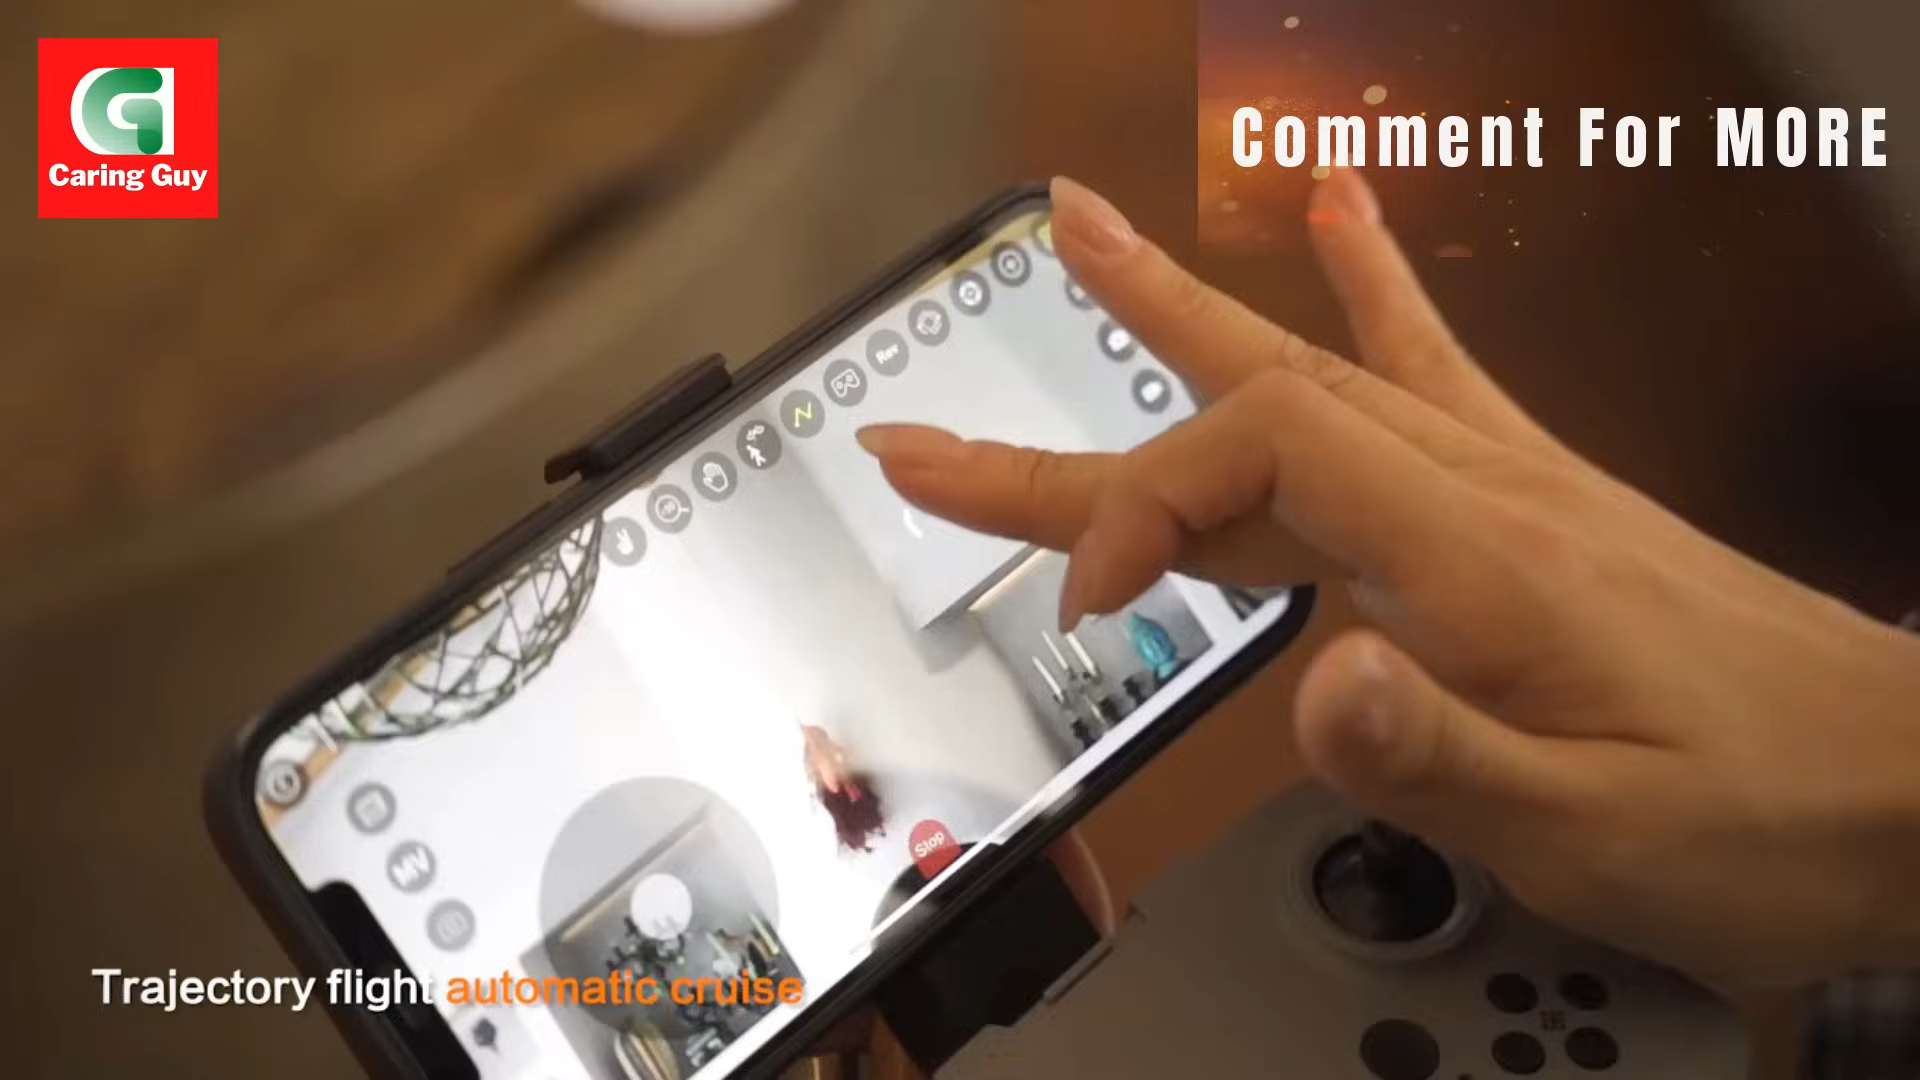 Caring Guy
Comment For MORE
Rev
MV
Stop
Trajectory flight automatic cruise